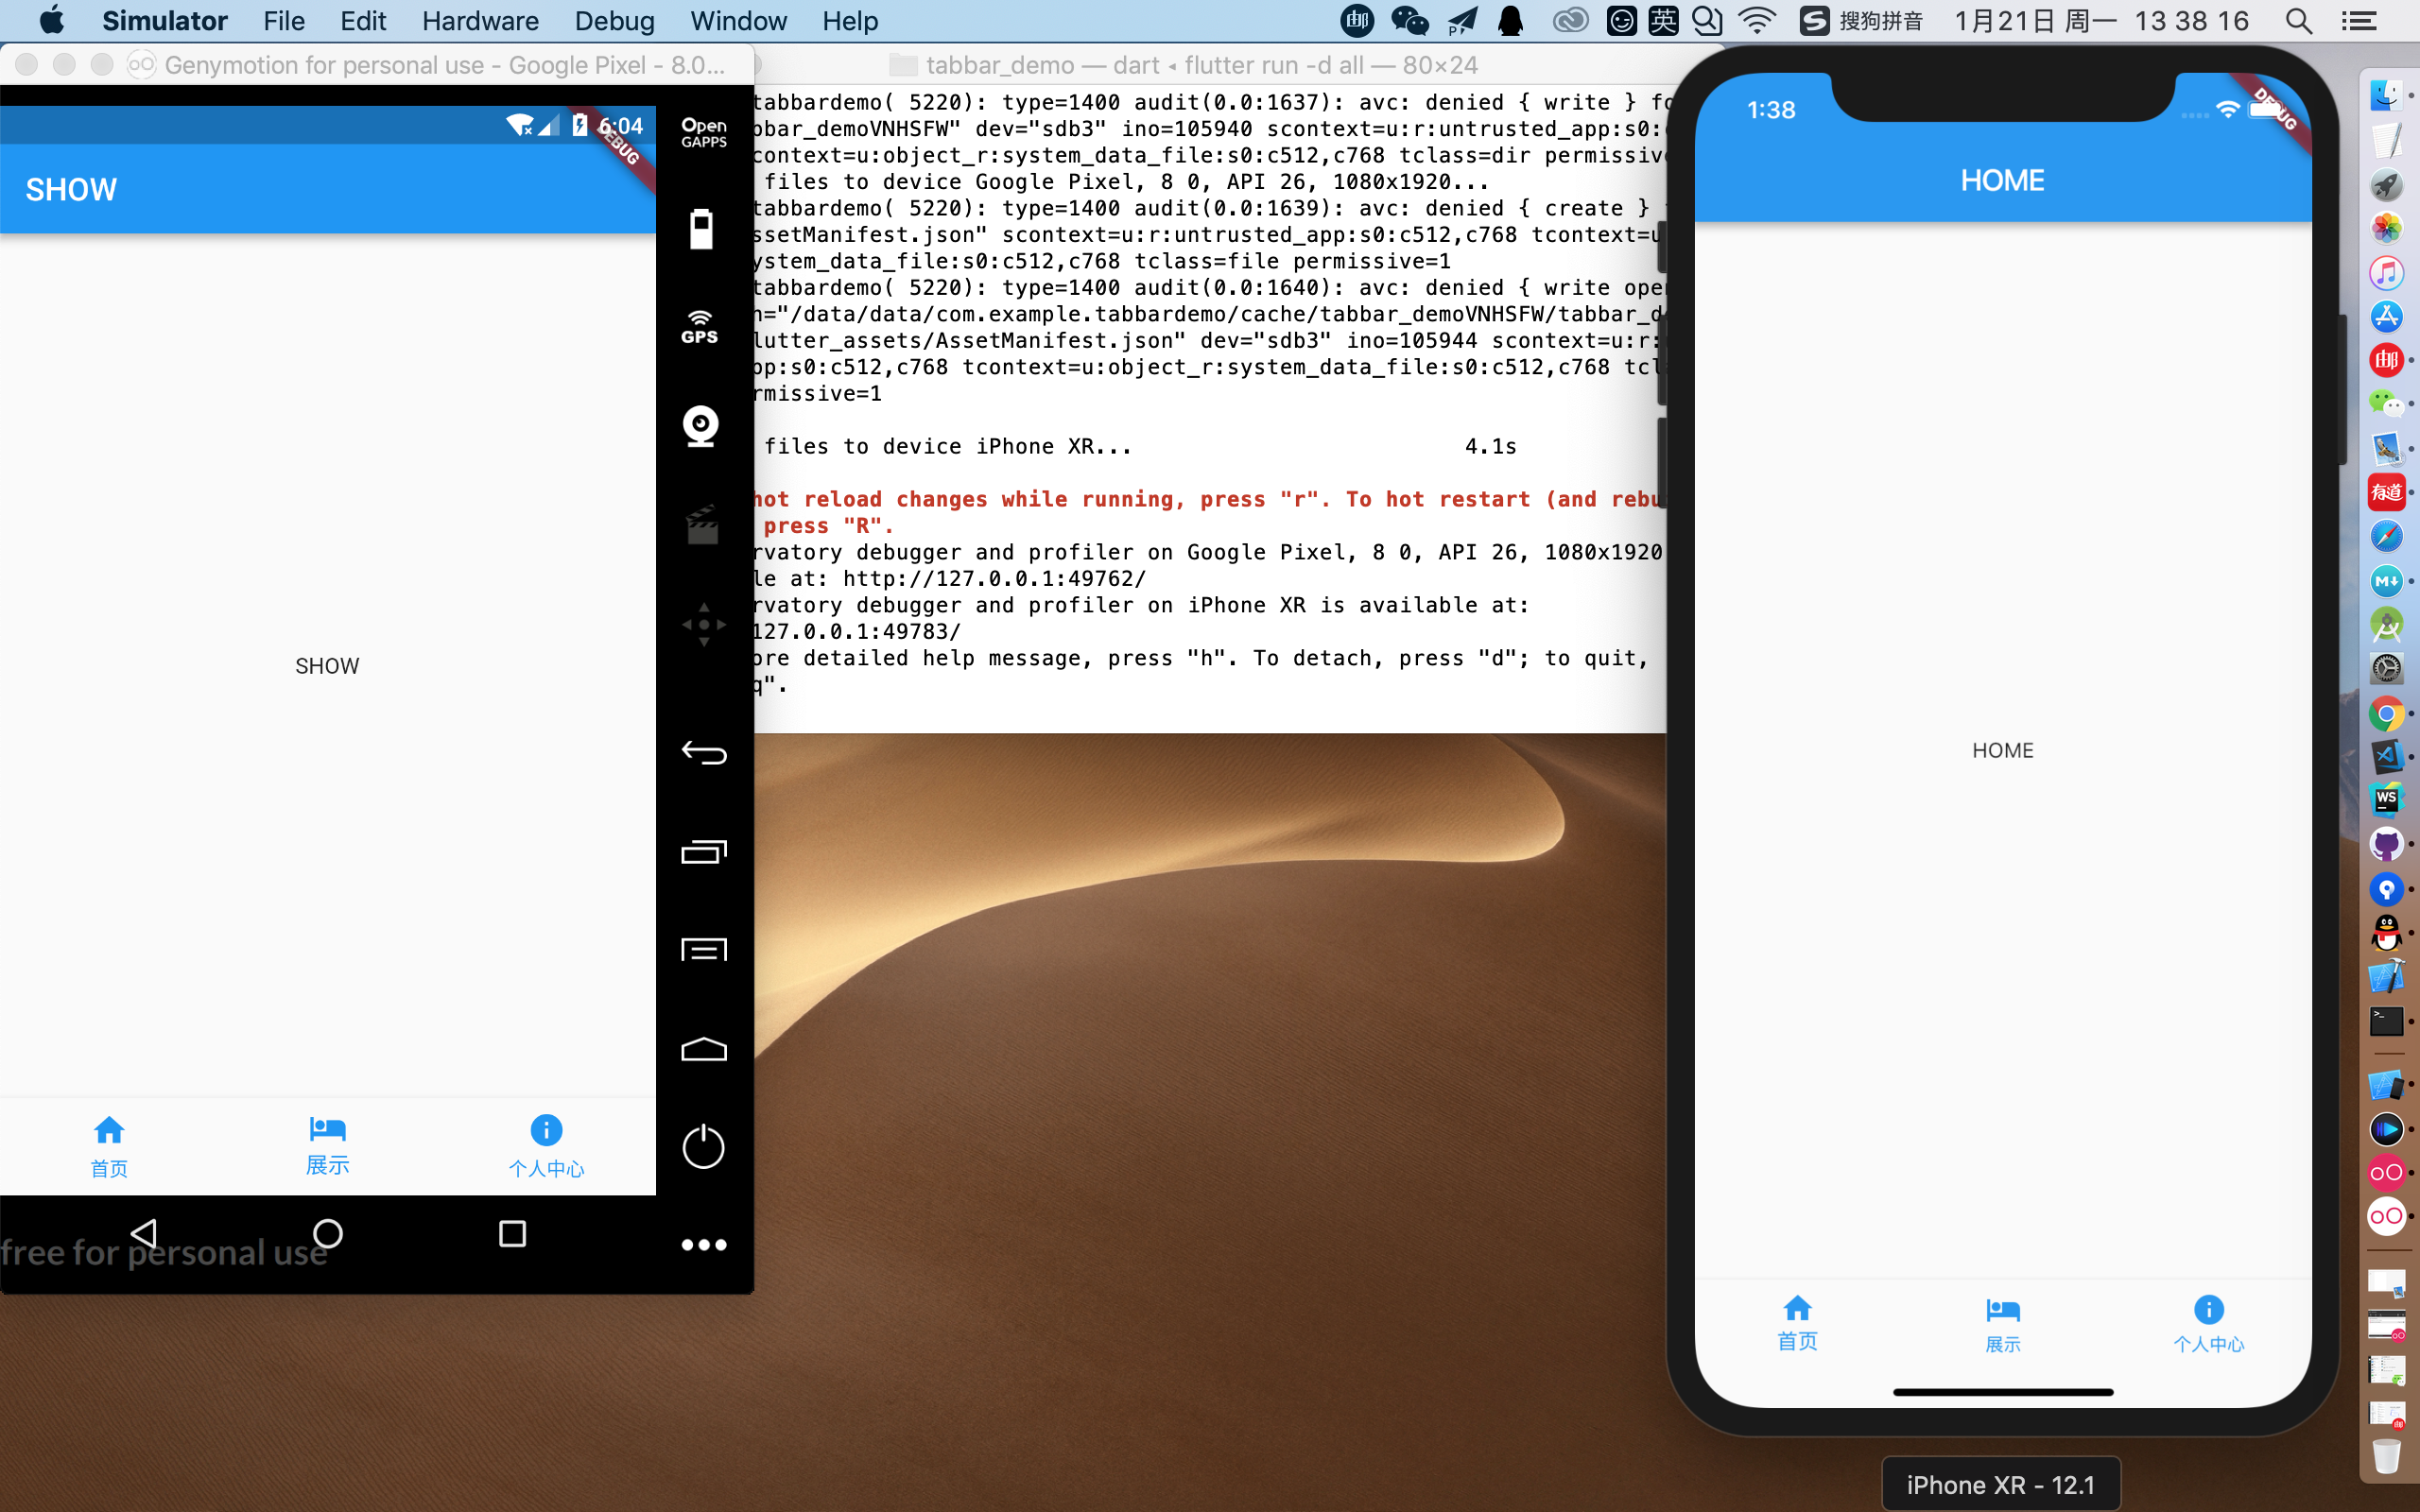 Simulator File Edit Hardware Debug Window Help
英 搜狗拼音 1月21日 周一 13 38 16
Genymotion for personal use - Google Pixel - 8.0...
6:04
DEBUG
SHOW
SHOW
首页 展示 个人中心
free for personal use
Open
GAPPS
GPS
tabbar_demo — dart ◂ flutter run -d all — 80×24
tabbardemo( 5220): type=1400 audit(0.0:1637): avc: denied { write } fo
bar_demoVNHSFW" dev="sdb3" ino=105940 scontext=u:r:untrusted_app:s0:
context=u:object_r:system_data_file:s0:c512,c768 tclass=dir permissiv
files to device Google Pixel, 8 0, API 26, 1080x1920...
tabbardemo( 5220): type=1400 audit(0.0:1639): avc: denied { create }
ssetManifest.json" scontext=u:r:untrusted_app:s0:c512,c768 tcontext=u
ystem_data_file:s0:c512,c768 tclass=file permissive=1
tabbardemo( 5220): type=1400 audit(0.0:1640): avc: denied { write ope
h="/data/data/com.example.tabbardemo/cache/tabbar_demoVNHSFW/tabbar_d
lutter_assets/AssetManifest.json" dev="sdb3" ino=105944 scontext=u:r:
pp:s0:c512,c768 tcontext=u:object_r:system_data_file:s0:c512,c768 tcl
rmissive=1
files to device iPhone XR... 4.1s
hot reload changes while running, press "r". To hot restart (and rebu
press "R".
rvatory debugger and profiler on Google Pixel, 8 0, API 26, 1080x1920
le at: http://127.0.0.1:49762/
rvatory debugger and profiler on iPhone XR is available at:
127.0.0.1:49783/
ore detailed help message, press "h". To detach, press "d"; to quit,
q".
1:38
DEBUG
HOME
HOME
首页 展示 个人中心
iPhone XR - 12.1
邮
有道
M
WS